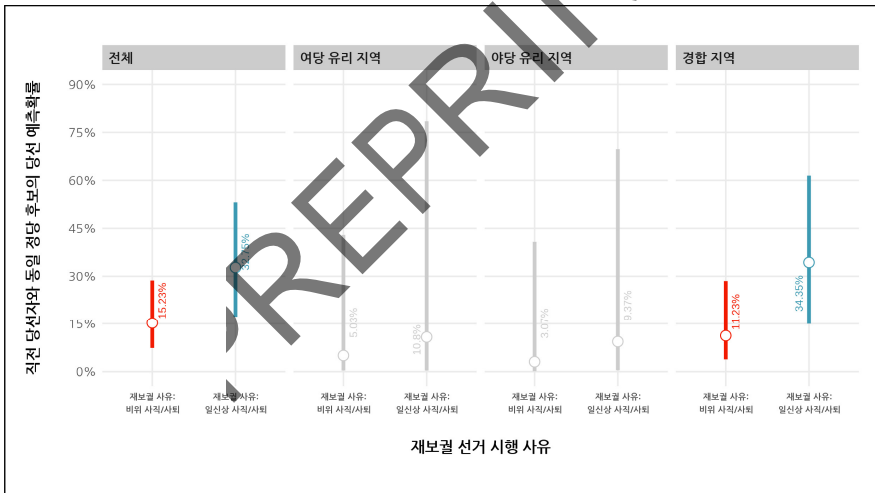 전체
여당 유리 지역
야당 유리 지역
경합 지역
직전 당선자와 동일 정당 후보의 당선 예측확률
90%
75%
60%
45%
30%
15%
0%
15.23%
5.03%
10.8%
3.07%
9.37%
11.23%
34.35%
재보궐 사유:
비위 사직/사퇴
재보궐 사유:
일신상 사직/사퇴
재보궐 사유:
비위 사직/사퇴
재보궐 사유:
일신상 사직/사퇴
재보궐 사유:
비위 사직/사퇴
재보궐 사유:
일신상 사직/사퇴
재보궐 사유:
비위 사직/사퇴
재보궐 사유:
일신상 사직/사퇴
재보궐 선거 시행 사유